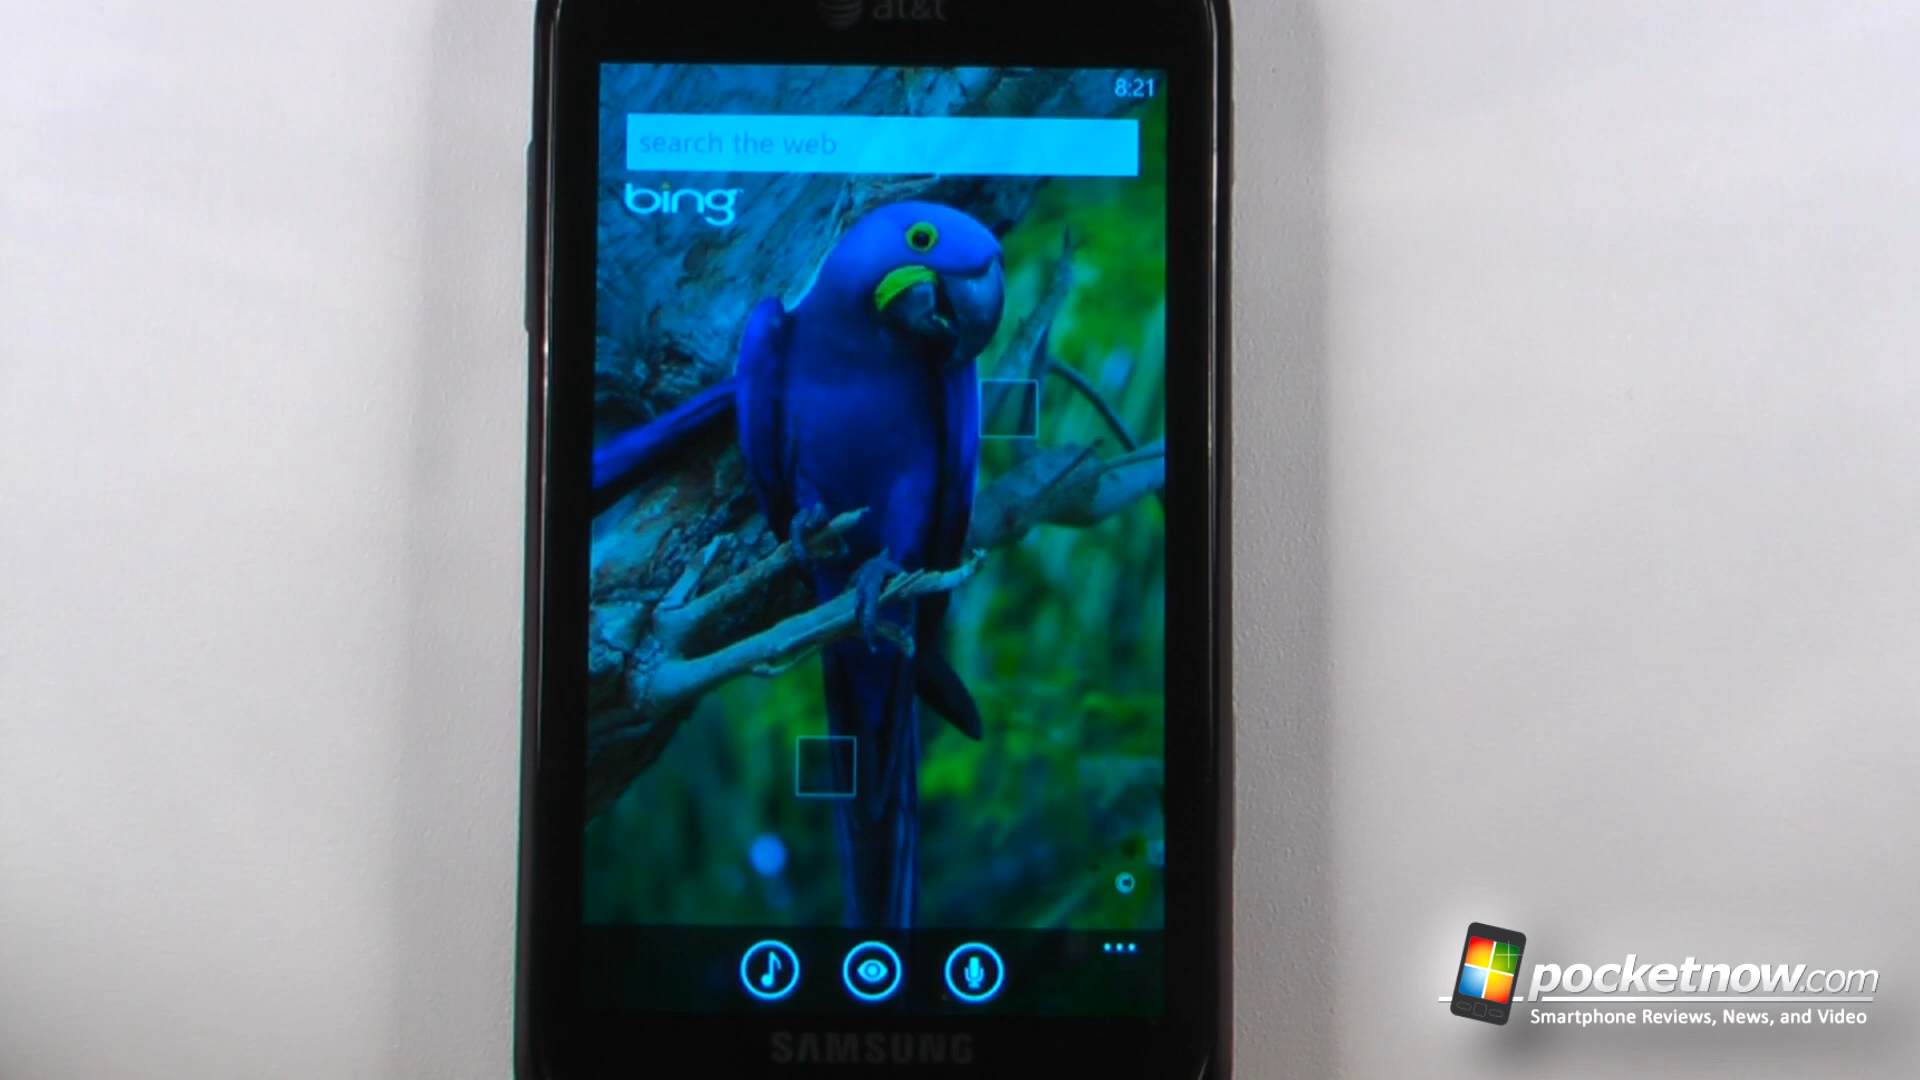 at&t
8:21
search the web
bing
SAMSUNG
pocketnow.com
Smartphone Reviews, News, and Video